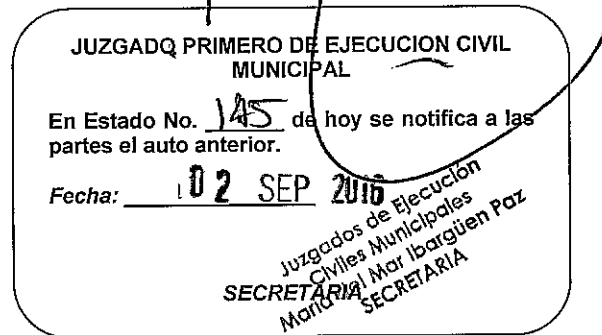 JUZGADO PRIMERO DE EJECUCION CIVIL
MUNICIPAL
En Estado No. 145 de hoy se notifica a las
partes el auto anterior.
Fecha: 02 SEP 2016
Juzgados de Ejecución
Civiles Municipales
Maria del Mar Ibargüen Paz
SECRETARIA
SECRETARIA